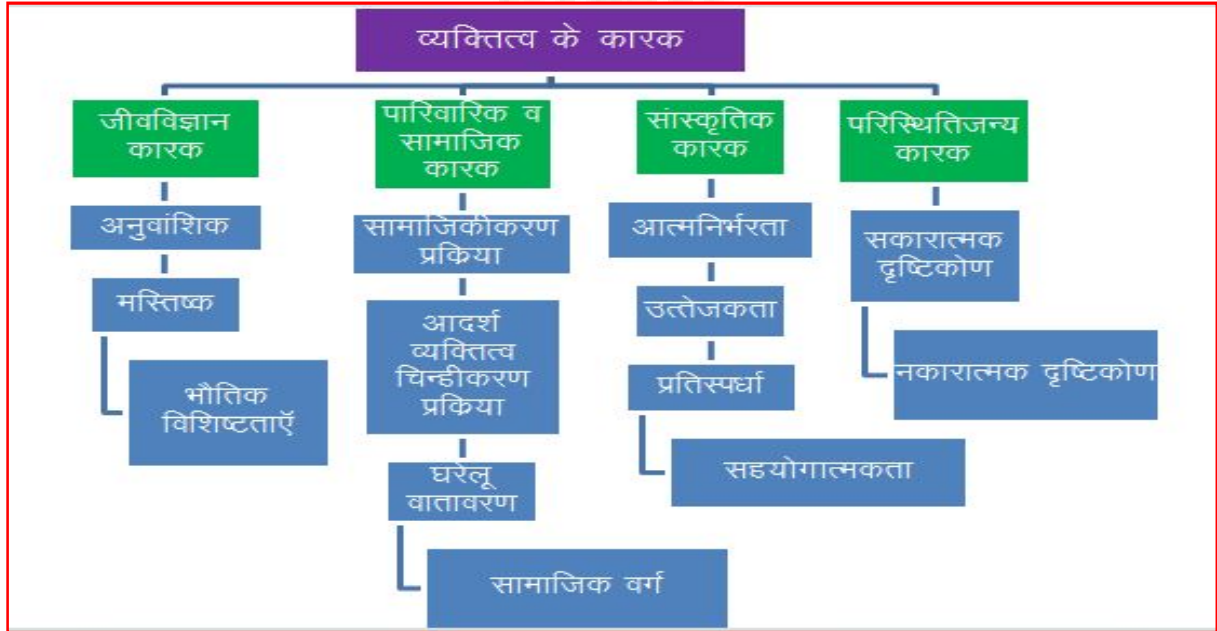 व्यक्तित्व के कारक
जीवविज्ञान
कारक
अनुवांशिक
मस्तिष्क
भौतिक
विशिष्टताऍ
पारिवारिक व
सामाजिक
कारक
सामाजिकीकरण
प्रकिया
आदर्श
व्यक्तित्व
चिन्डीकरण
प्रकिया
घरेलू
वातावरण
सामाजिक वर्ग
सांस्कृतिक
कारक
आत्मनिर्भरता
उत्तेजकता
प्रतिस्पर्धा
सहयोगात्मकता
परिस्थितिजन्य
कारक
सकारात्मक
दृष्टिकोण
नकारात्मक दृष्टिकोण